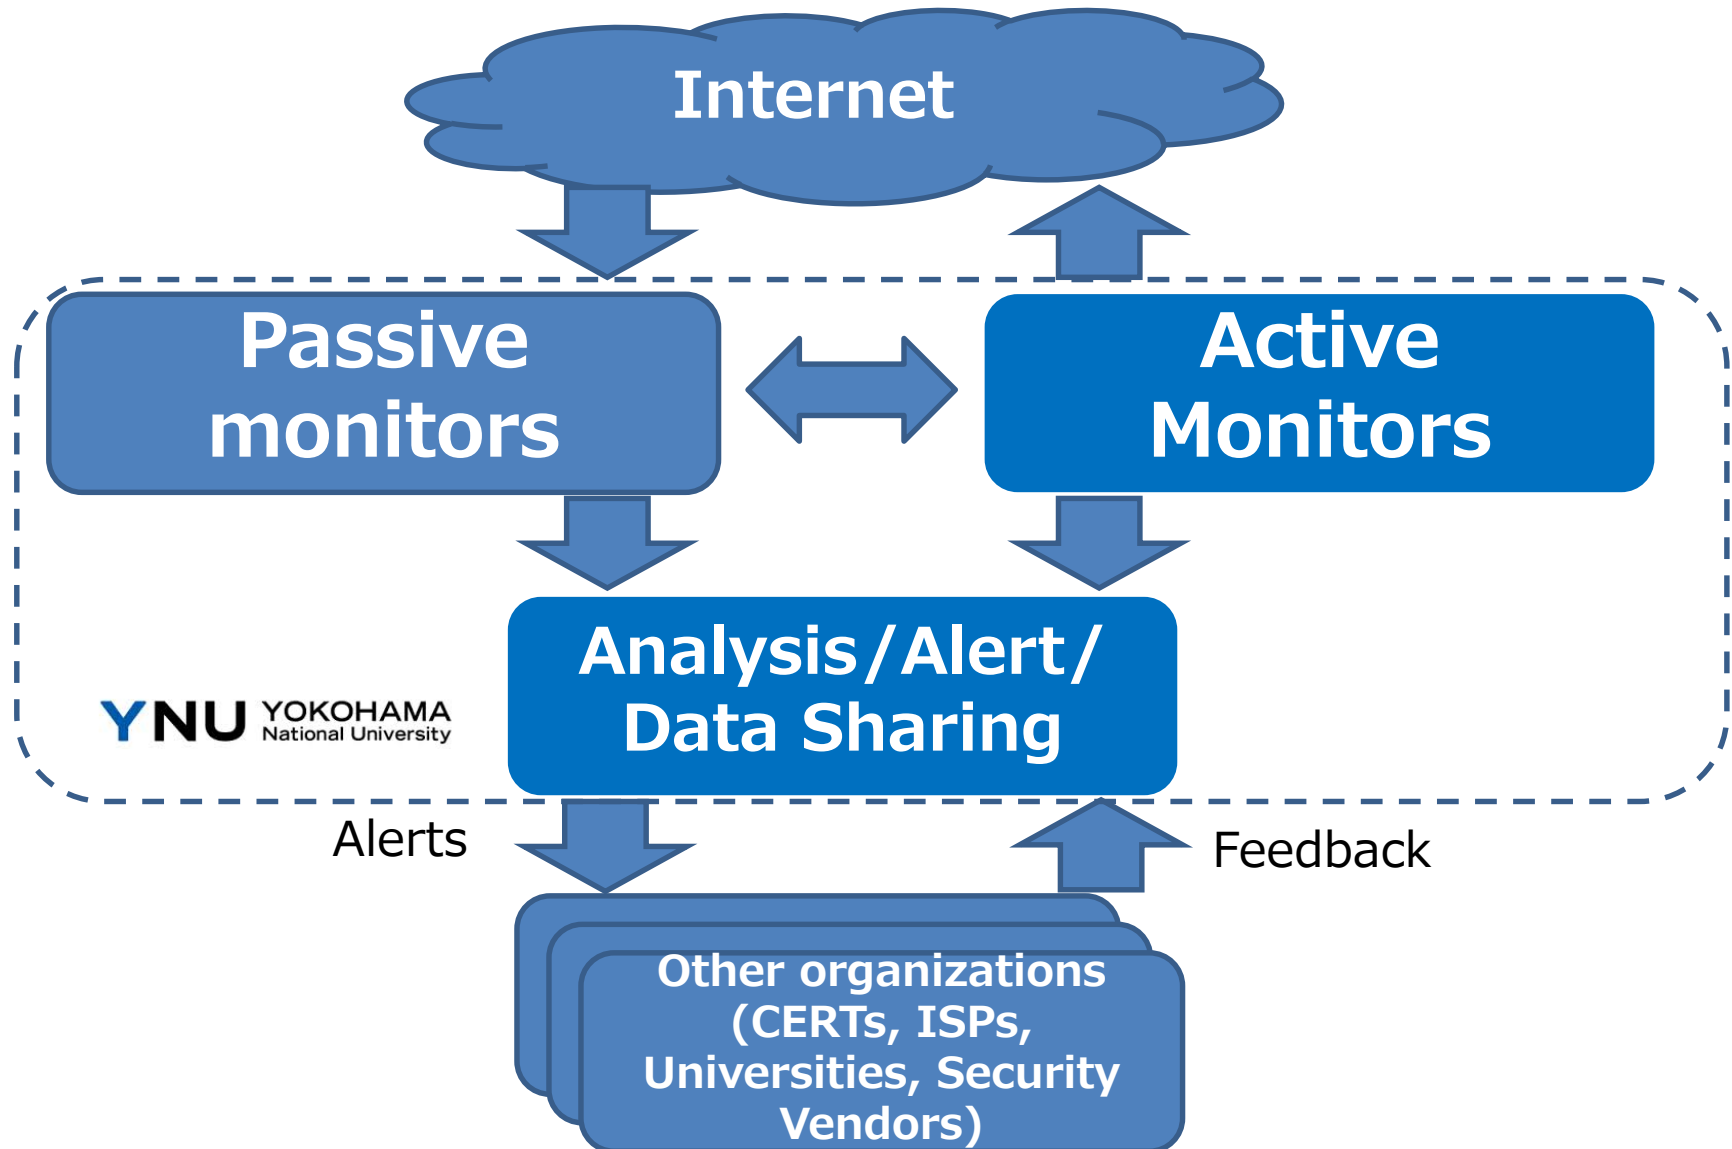 Internet
Passive
monitors
Active
Monitors
Analysis/Alert/
Data Sharing
YNU YOKOHAMA
National University
Alerts
Feedback
Other organizations
(CERTs, ISPs,
Universities, Security
Vendors)